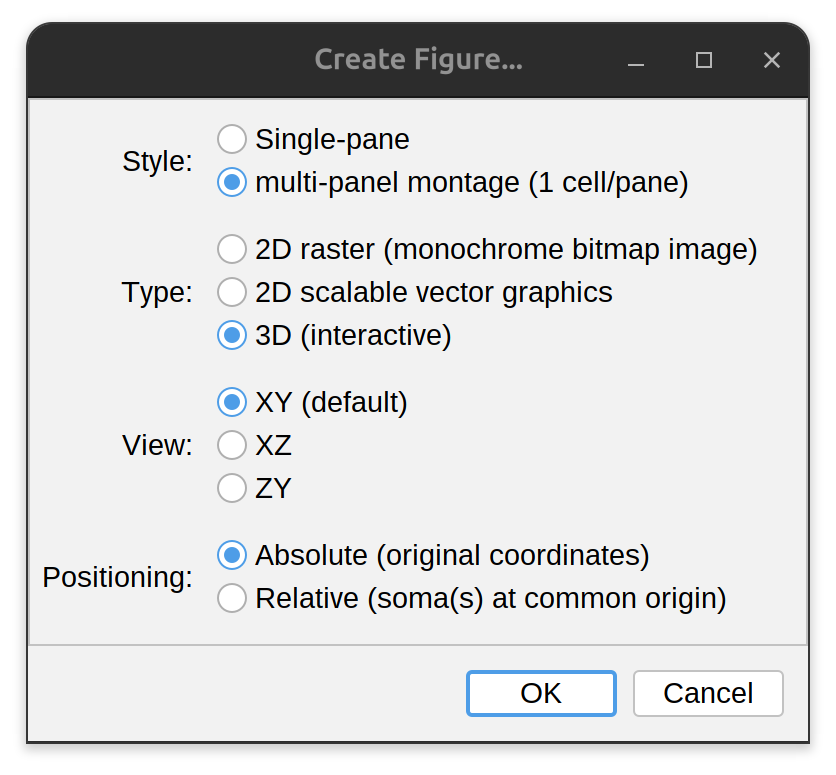 Create Figure...
Style:
Single-pane
multi-panel montage (1 cell/pane)
Type:
2D raster (monochrome bitmap image)
2D scalable vector graphics
3D (interactive)
View:
XY (default)
XZ
ZY
Positioning:
Absolute (original coordinates)
Relative (soma(s) at common origin)
OK
Cancel